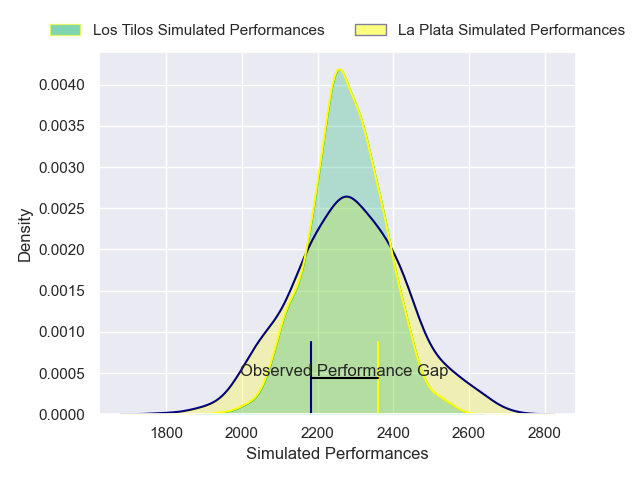 Los Tilos Simulated Performances La Plata Simulated Performances
0.0040
0.0035
0.0030
0.0025
0.0020
0.0015
0.0010
0.0005
0.0000
Density
Observed Performance Gap
1800 2000 2200 2400 2600 2800
Simulated Performances